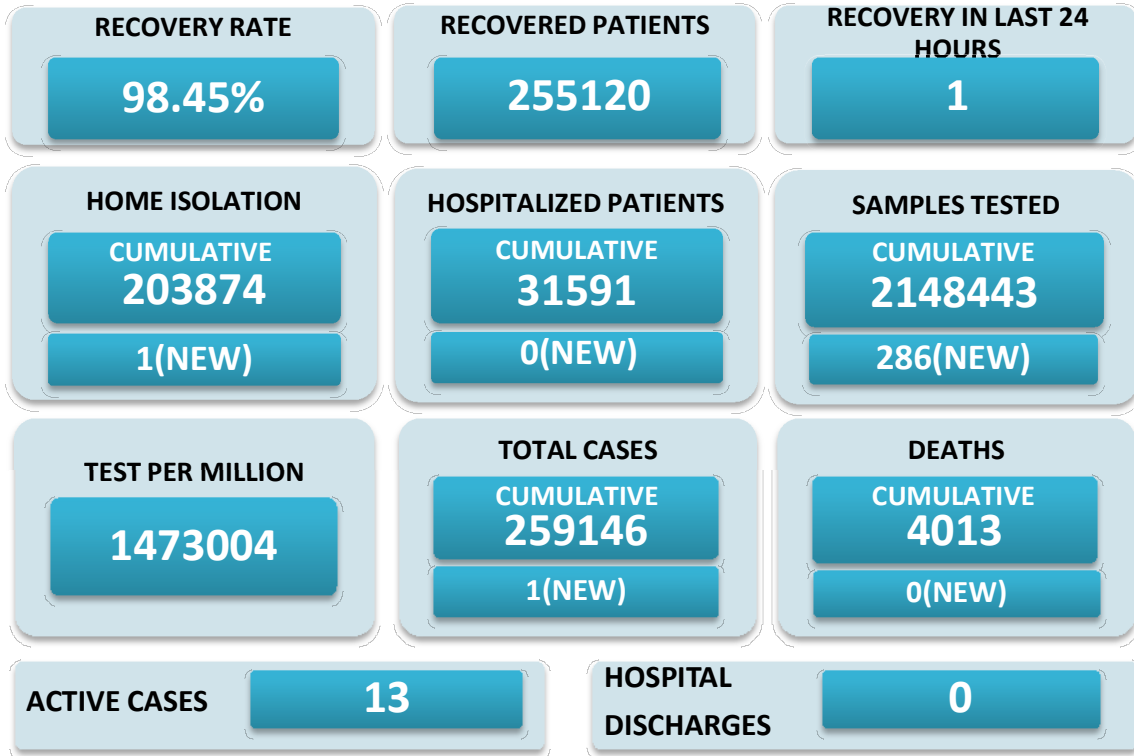 RECOVERY RATE
98.45%
RECOVERED PATIENTS
255120
RECOVERY IN LAST 24
HOURS
1
HOME ISOLATION
CUMULATIVE
203874
1(NEW)
HOSPITALIZED PATIENTS
CUMULATIVE
31591
0(NEW)
SAMPLES TESTED
CUMULATIVE
2148443
286(NEW)
TEST PER MILLION
1473004
TOTAL CASES
CUMULATIVE
259146
1(NEW)
DEATHS
CUMULATIVE
4013
0(NEW)
ACTIVE CASES
13
HOSPITAL
DISCHARGES
0